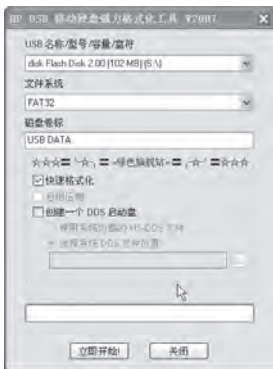 HP USB 移动硬盘强力格式化工具 V2007
USB 名称/型号/容量/盘符
disk Flash Disk 2.00 (102 MB) (S:\)
文件系统
FAT32
磁盘卷标
USB DATA
快速格式化
启用压缩
创建一个 DOS 启动盘
立即开始!
关闭